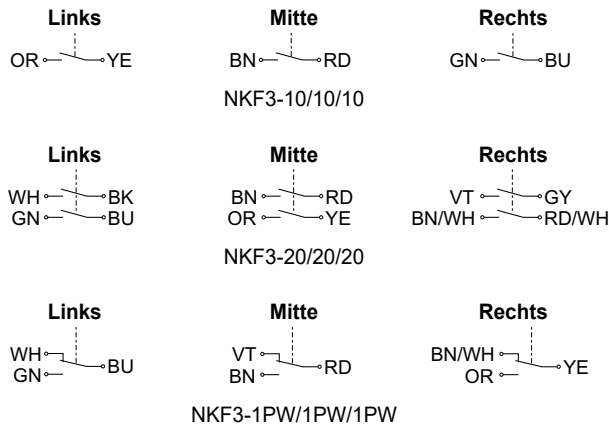 Links Mitte Rechts
OR YE BN RD GN BU
NKF3-10/10/10
Links Mitte Rechts
WH BK BN RD VT GY
GN BU OR YE BN/WH RD/WH
NKF3-20/20/20
Links Mitte Rechts
WH VT BN/WH
BU RD YE
GN BN OR
NKF3-1PW/1PW/1PW